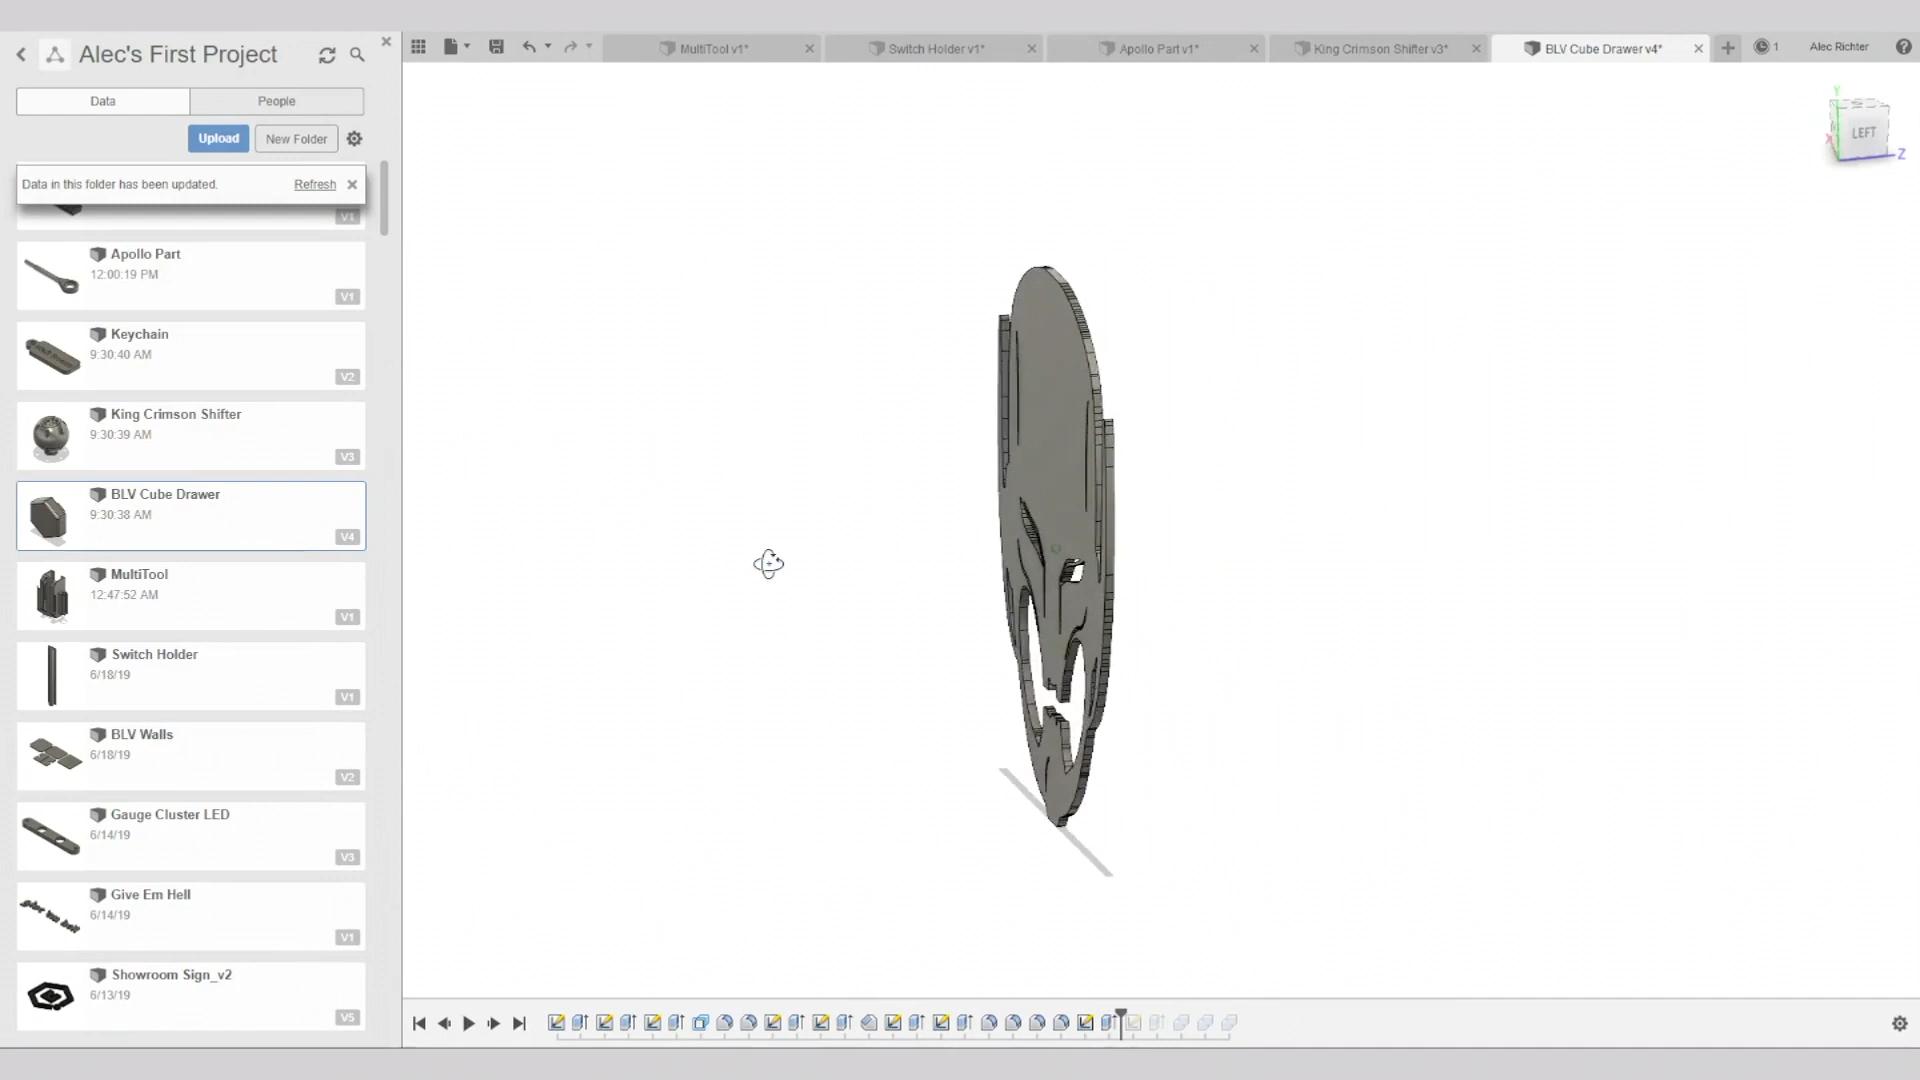 Alec's First Project
MultiTool v1*
Switch Holder v1*
Apollo Part v1*
King Crimson Shifter v3*
BLV Cube Drawer v4*
1
Alec Richter
Data
People
Upload
New Folder
Data in this folder has been updated.
Refresh
V1
Apollo Part
12:00:19 PM
V1
Keychain
9:30:40 AM
V2
King Crimson Shifter
9:30:39 AM
V3
BLV Cube Drawer
9:30:38 AM
V4
MultiTool
12:47:52 AM
V1
Switch Holder
6/18/19
V1
BLV Walls
6/18/19
V2
Gauge Cluster LED
6/14/19
V3
Give Em Hell
6/14/19
V1
Showroom Sign_v2
6/13/19
V5
Y
LEFT
X
Z